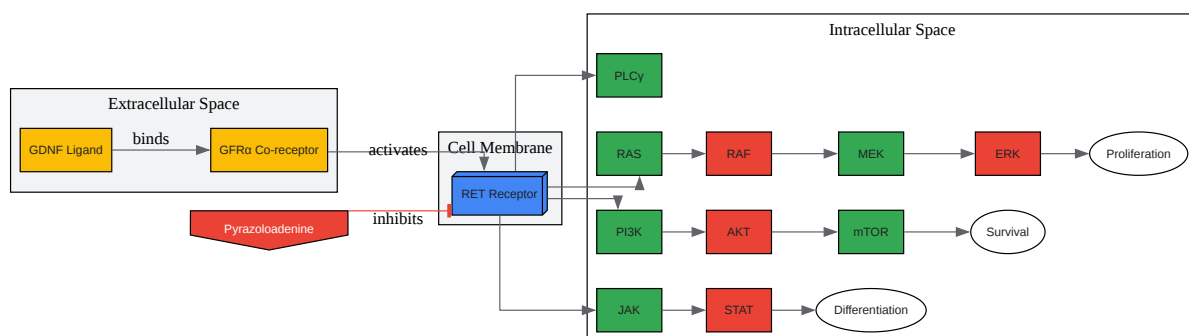 Intracellular Space
PLCγ
Extracellular Space
GDNF Ligand
binds
GFRα Co-receptor
activates
Cell Membrane
RET Receptor
RAS
RAF
MEK
ERK
Proliferation
Pyrazoloadenine
inhibits
PI3K
AKT
mTOR
Survival
JAK
STAT
Differentiation